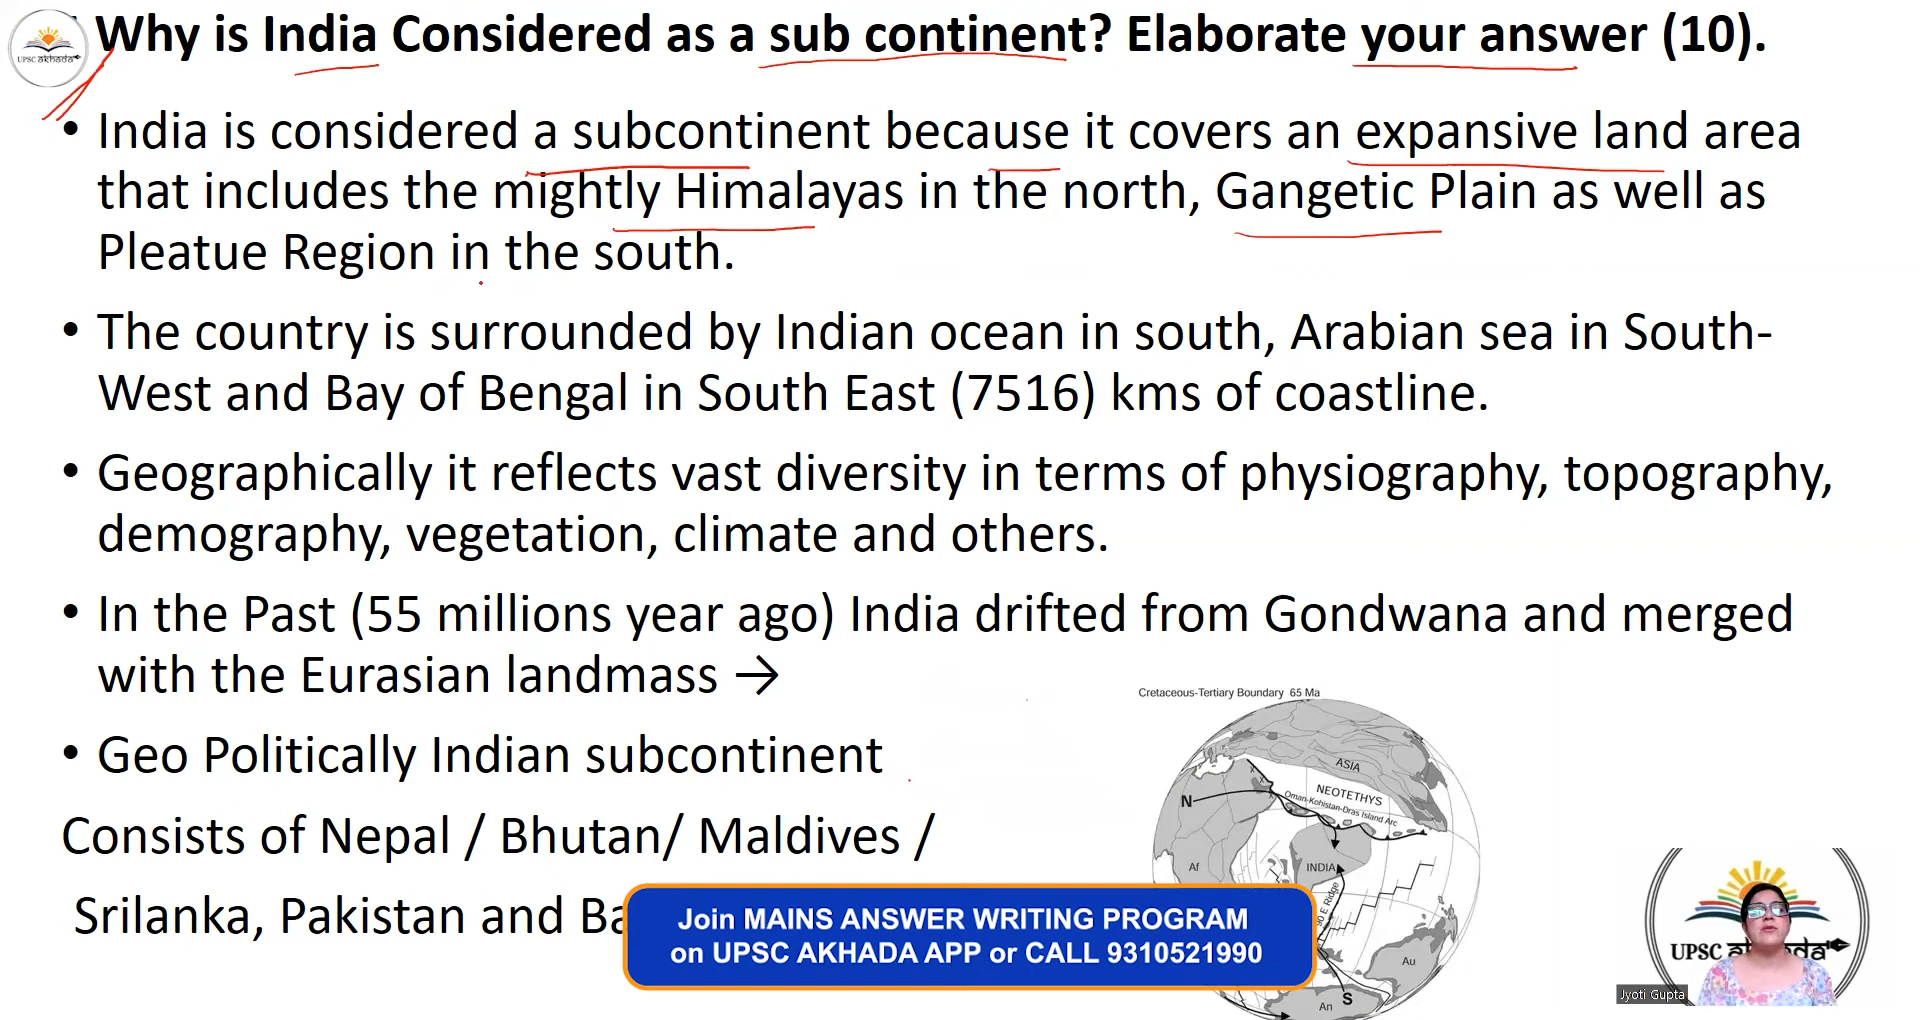 Why is India Considered as a sub continent? Elaborate your answer (10).
UPSC akhada
• India is considered a subcontinent because it covers an expansive land area
that includes the mightly Himalayas in the north, Gangetic Plain as well as
Pleatue Region in the south.
• The country is surrounded by Indian ocean in south, Arabian sea in South-
West and Bay of Bengal in South East (7516) kms of coastline.
• Geographically it reflects vast diversity in terms of physiography, topography,
demography, vegetation, climate and others.
• In the Past (55 millions year ago) India drifted from Gondwana and merged
with the Eurasian landmass →
• Geo Politically Indian subcontinent
Consists of Nepal / Bhutan/ Maldives /
Srilanka, Pakistan and Ba
Cretaceous-Tertiary Boundary 65 Ma
ASIA
NEOTETHYS
Oman-Kohistan-Dras Island Arc
N
Af
INDIA
90 E Ridge
Au
An
S
Join MAINS ANSWER WRITING PROGRAM
on UPSC AKHADA APP or CALL 9310521990
UPSC
Jyoti Gupta